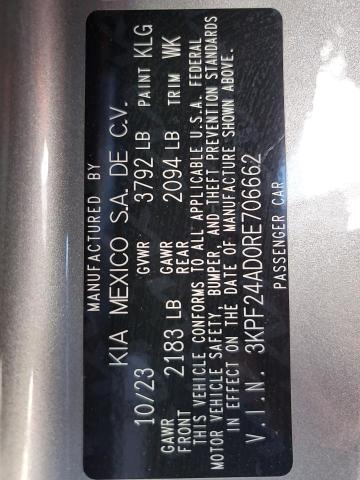 MANUFACTURED BY
KIA MEXICO S.A. DE C.V.
10/23 GVWR 3792 LB PAINT KLG
GAWR FRONT 2183 LB GAWR REAR 2094 LB TRIM WK
THIS VEHICLE CONFORMS TO ALL APPLICABLE U.S.A. FEDERAL
MOTOR VEHICLE SAFETY, BUMPER, AND THEFT PREVENTION STANDARDS
IN EFFECT ON THE DATE OF MANUFACTURE SHOWN ABOVE.
V.I.N. 3KPF24AD0RE706662
PASSENGER CAR